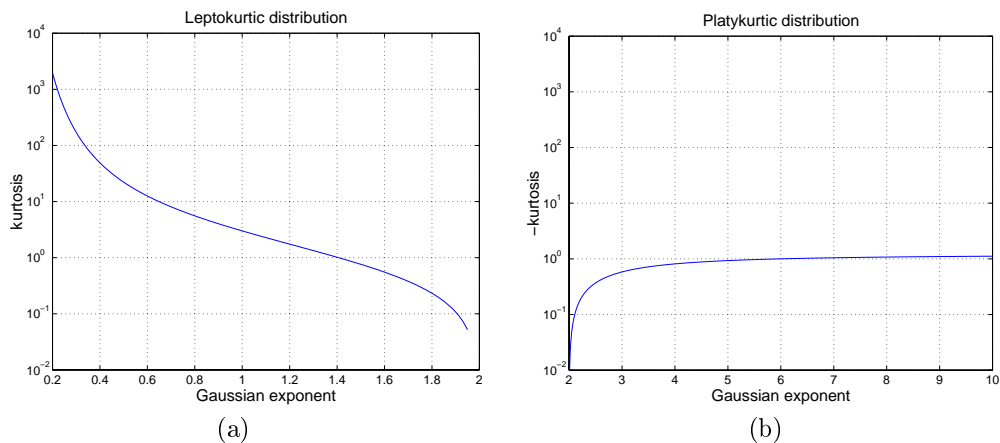 Leptokurtic distribution
10^4
10^3
10^2
10^1
10^0
10^-1
10^-2
kurtosis
0.2 0.4 0.6 0.8 1 1.2 1.4 1.6 1.8 2
Gaussian exponent
(a)
Platykurtic distribution
10^4
10^3
10^2
10^1
10^0
10^-1
10^-2
−kurtosis
2 3 4 5 6 7 8 9 10
Gaussian exponent
(b)